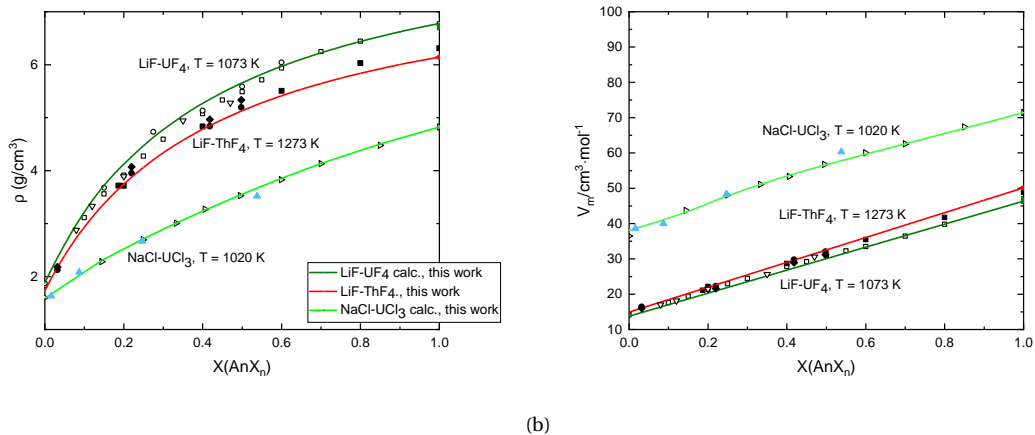 ρ (g/cm³)
6
4
2
LiF-UF₄, T = 1073 K
LiF-ThF₄, T = 1273 K
NaCl-UCl₃, T = 1020 K
LiF-UF₄ calc., this work
LiF-ThF₄., this work
NaCl-UCl₃ calc., this work
0.0 0.2 0.4 0.6 0.8 1.0
X(AnXₙ)
Vₘ/cm³·mol⁻¹
90
80
70
60
50
40
30
20
10
NaCl-UCl₃, T = 1020 K
LiF-ThF₄, T = 1273 K
LiF-UF₄, T = 1073 K
0.0 0.2 0.4 0.6 0.8 1.0
X(AnXₙ)
(b)